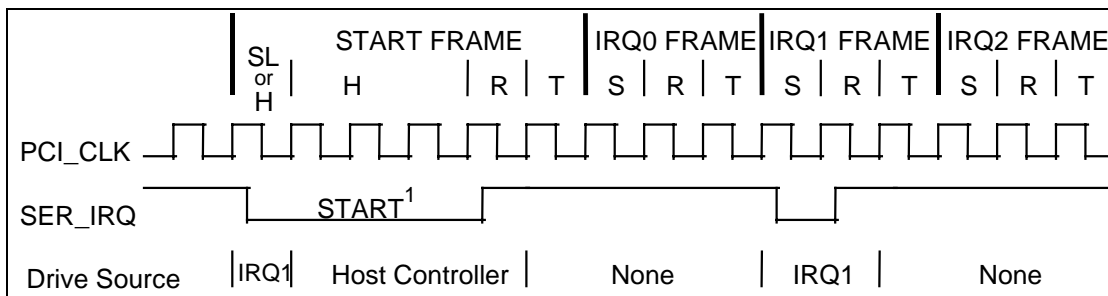 START FRAME IRQ0 FRAME IRQ1 FRAME IRQ2 FRAME
SL
or
H
H R T S R T S R T S R T
PCI_CLK
START1
SER_IRQ
Drive Source IRQ1 Host Controller None IRQ1 None